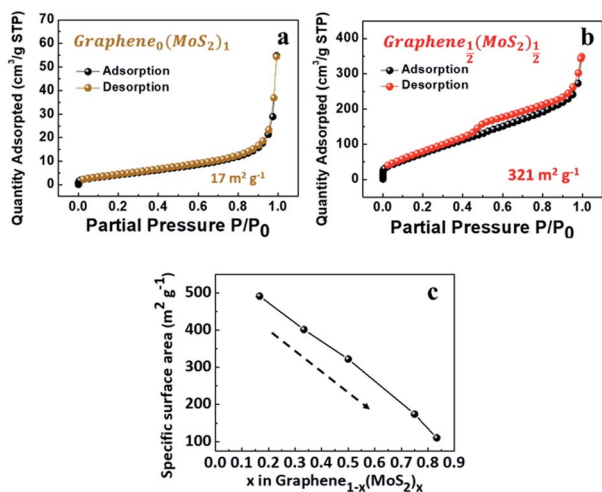 Graphene₀(MoS₂)₁ a
Adsorption
Desorption
17 m² g⁻¹
Quantity Adsorpted (cm³/g STP)
0 10 20 30 40 50 60 70
0.0 0.2 0.4 0.6 0.8 1.0
Partial Pressure P/P₀
Graphene 1/2 (MoS₂) 1/2 b
Adsorption
Desorption
321 m² g⁻¹
Quantity Adsorpted (cm³/g STP)
0 100 200 300 400
0.0 0.2 0.4 0.6 0.8 1.0
Partial Pressure P/P₀
c
Specific surface area (m² g⁻¹)
100 200 300 400 500
0.0 0.1 0.2 0.3 0.4 0.5 0.6 0.7 0.8 0.9
x in Graphene₁₋ₓ(MoS₂)ₓ